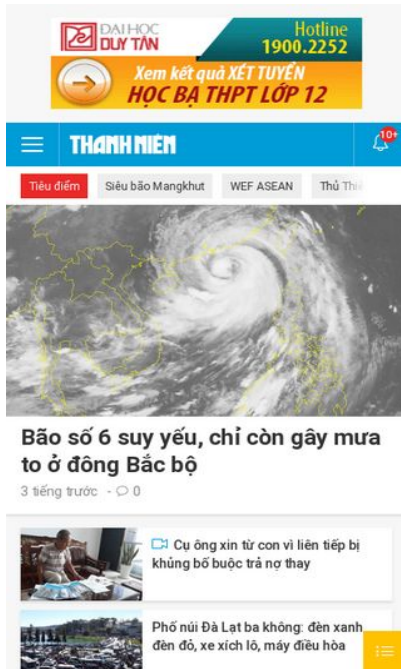 ĐẠI HỌC
DUY TÂN
Hotline
1900.2252
Xem kết quả XÉT TUYỂN
HỌC BẠ THPT LỚP 12
THANH NIÊN
10+
Tiêu điểm
Siêu bão Mangkhut
WEF ASEAN
Thủ Thi
Bão số 6 suy yếu, chỉ còn gây mưa
to ở đông Bắc bộ
3 tiếng trước - 0
Cụ ông xin từ con vì liên tiếp bị
khủng bố buộc trả nợ thay
Phố núi Đà Lạt ba không: đèn xanh
đèn đỏ, xe xích lô, máy điều hòa